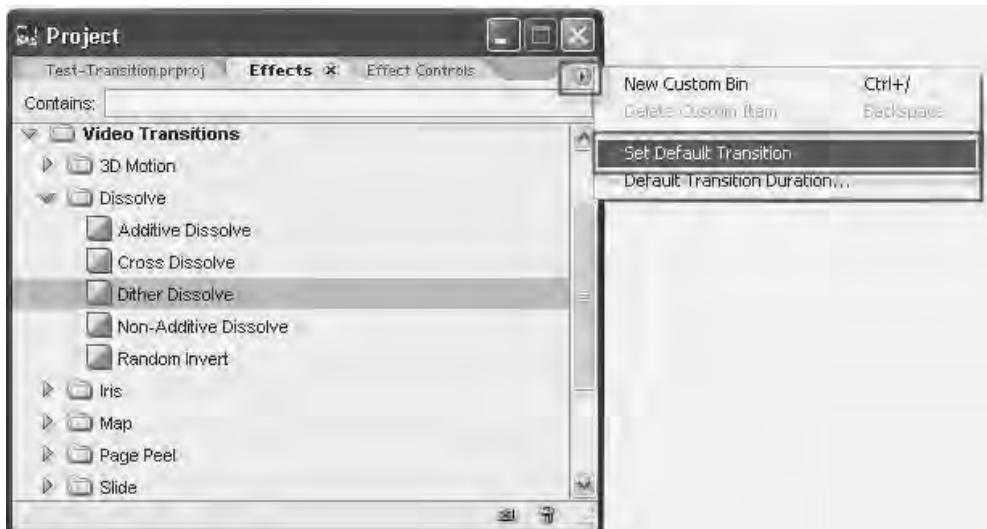 Project
Test-Transition.prproj Effects x Effect Controls
Contains:
Video Transitions
3D Motion
Dissolve
Additive Dissolve
Cross Dissolve
Dither Dissolve
Non-Additive Dissolve
Random Invert
Iris
Map
Page Peel
Slide
New Custom Bin Ctrl+/
Delete Custom Item Backspace
Set Default Transition
Default Transition Duration...